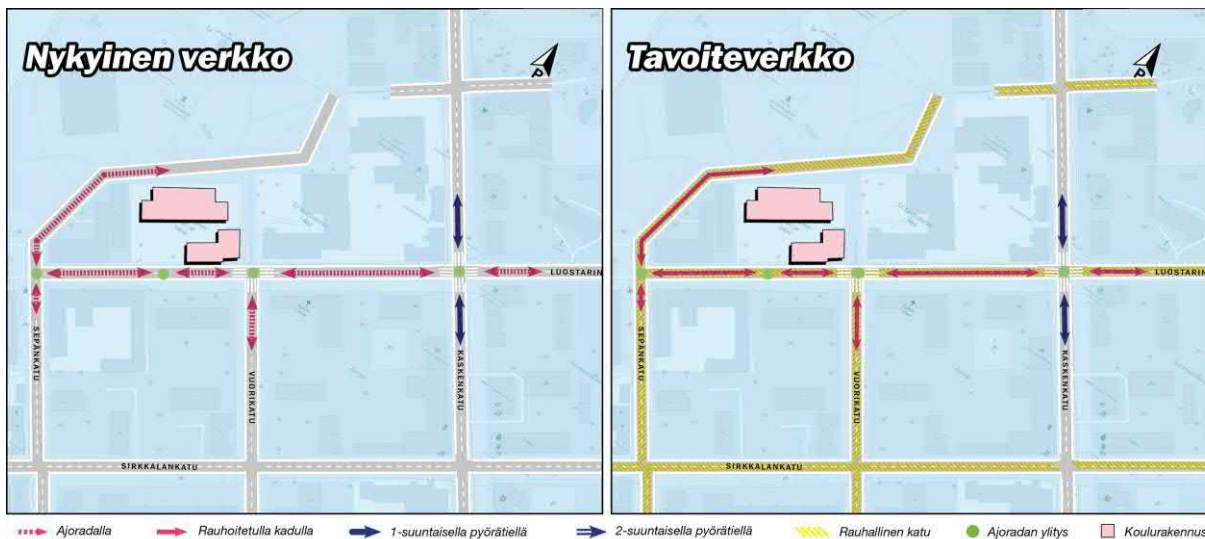 Nykyinen verkko
P
LUOSTARIN
SEPÄNKATU
VUORIKATU
KASKENKATU
SIRKKALANKATU
Tavoiteverkko
P
LUOSTARIN
SEPÄNKATU
VUORIKATU
KASKENKATU
SIRKKALANKATU
Ajoradalla
Rauhoitetulla kadulla
1-suuntaisella pyörätiellä
2-suuntaisella pyörätiellä
Rauhallinen katu
Ajoradan ylitys
Koulurakennus